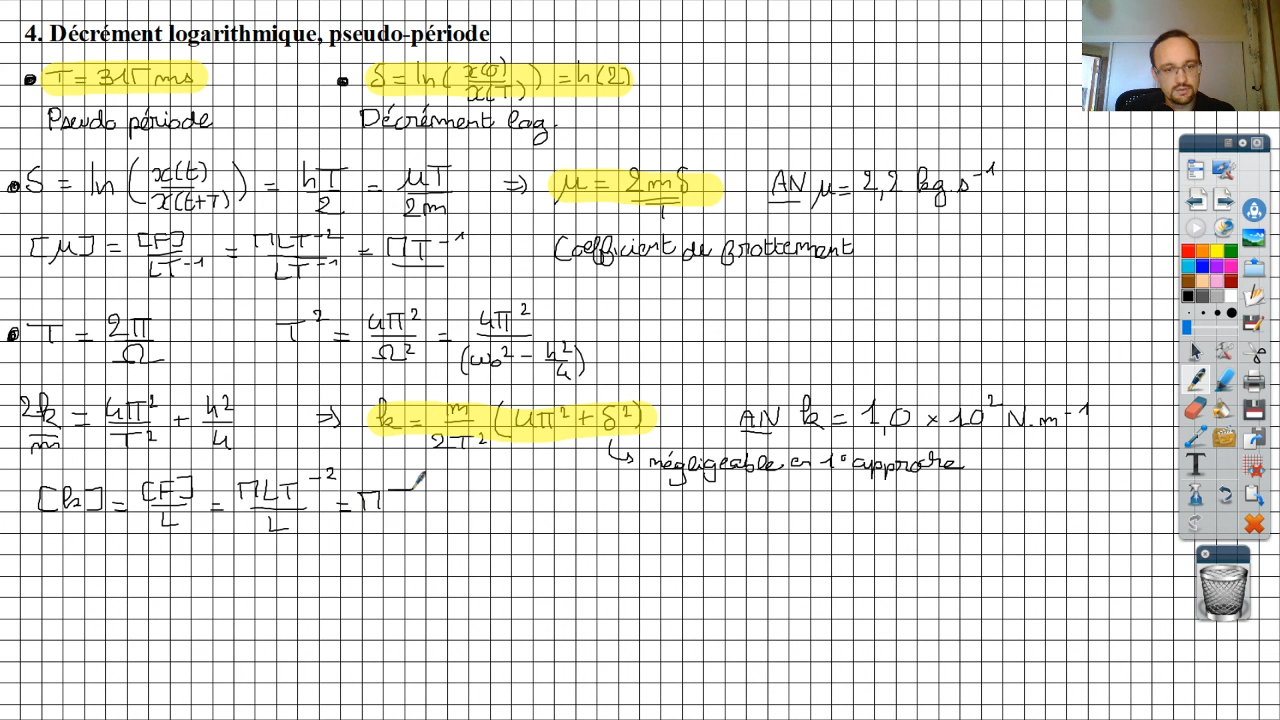 4. Décrément logarithmique, pseudo-période
• T = 315 ms • δ = ln(x(0)/x(T)) = ln(2)
Pseudo période Décrément log.
• δ = ln(x(t)/x(t+T)) = hT/2 = μT/2m ⇒ μ = 2mδ/T AN μ = 2,2 kg.s⁻¹
[μ] = [F]/LT⁻¹ = MLT⁻²/LT⁻¹ = MT⁻¹ Coefficient de frottement
• T = 2π/Ω T² = 4π²/Ω² = 4π²/(ω₀² - h²/4)
2k/m = 4π²/T² + h²/4 ⇒ k = m/2T² (4π² + δ²) AN k = 1,0 × 10² N.m⁻¹
↳ négligeable en 1° approche
[k] = [F]/L = MLT⁻²/L = M
T